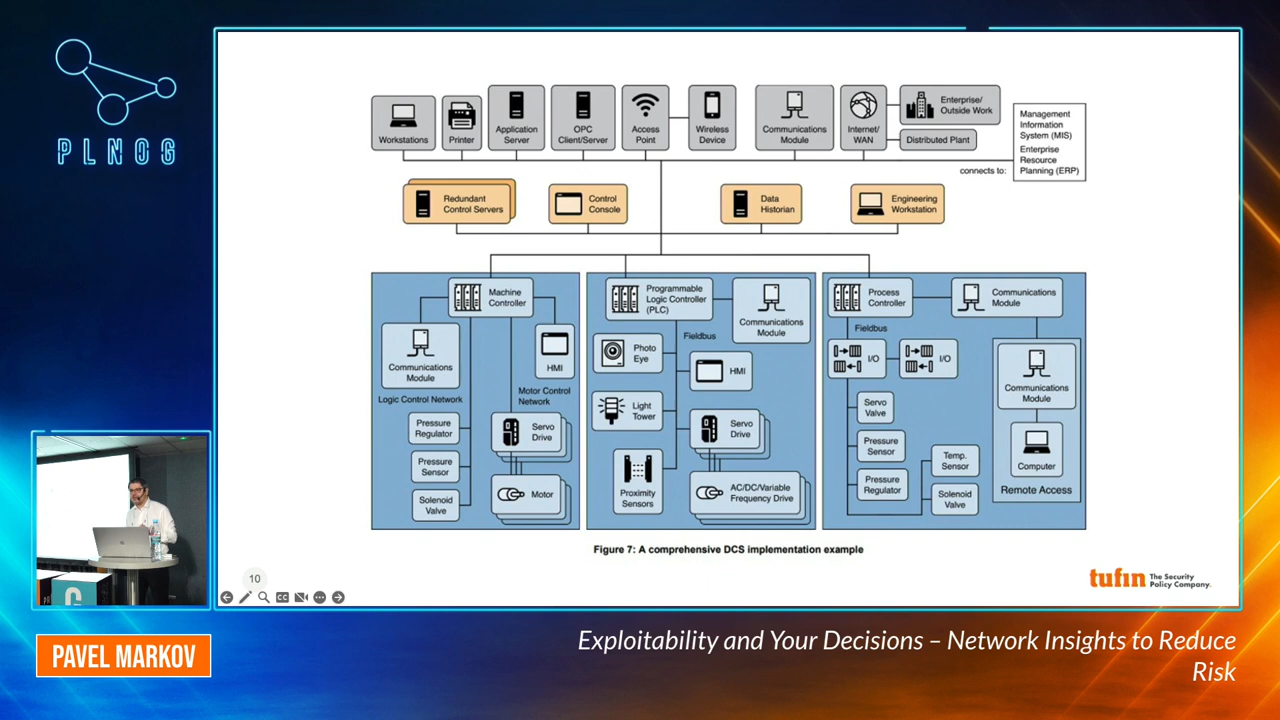 PLNOG
Workstations
Printer
Application
Server
OPC
Client/Server
Access
Point
Wireless
Device
Communications
Module
Internet/
WAN
Enterprise/
Outside Work
Distributed Plant
Management
Information
System (MIS)
Enterprise
Resource
Planning (ERP)
connects to:
Redundant
Control Servers
Control
Console
Data
Historian
Engineering
Workstation
Machine
Controller
Communications
Module
HMI
Logic Control Network
Motor Control
Network
Pressure
Regulator
Pressure
Sensor
Solenoid
Valve
Servo
Drive
Motor
Programmable
Logic Controller
(PLC)
Communications
Module
Fieldbus
Photo
Eye
HMI
Light
Tower
Servo
Drive
Proximity
Sensors
AC/DC/Variable
Frequency Drive
Process
Controller
Communications
Module
Fieldbus
I/O
I/O
Servo
Valve
Pressure
Sensor
Pressure
Regulator
Temp.
Sensor
Solenoid
Valve
Communications
Module
Computer
Remote Access
Figure 7: A comprehensive DCS implementation example
10
CC
tufin The Security
Policy Company.
PAVEL MARKOV
Exploitability and Your Decisions – Network Insights to Reduce
Risk